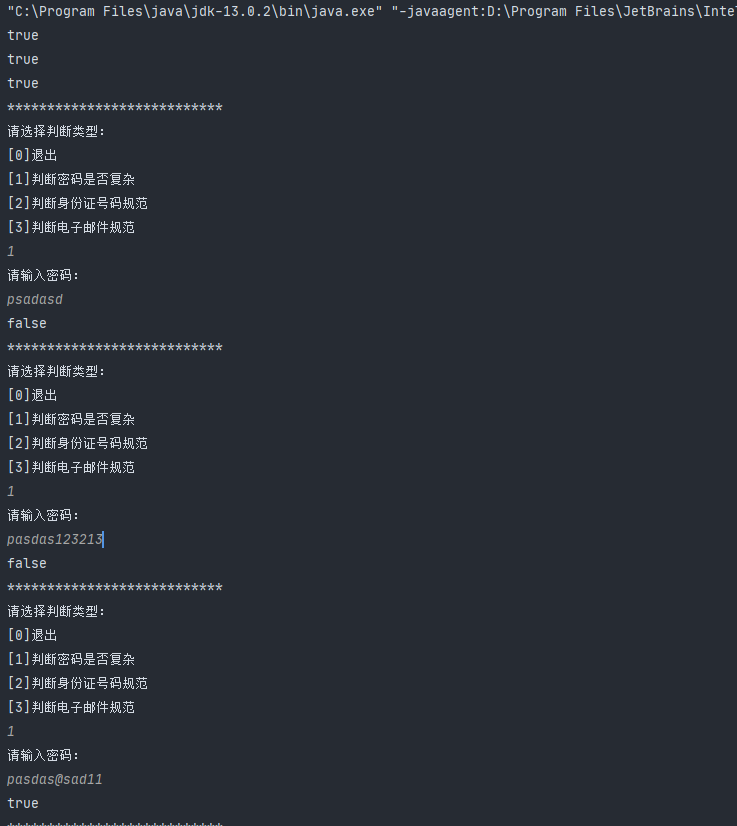 "C:\Program Files\java\jdk-13.0.2\bin\java.exe" "-javaagent:D:\Program Files\JetBrains\Inte
true
true
true
***************************
请选择判断类型:
[0]退出
[1]判断密码是否复杂
[2]判断身份证号码规范
[3]判断电子邮件规范
1
请输入密码:
psadasd
false
***************************
请选择判断类型:
[0]退出
[1]判断密码是否复杂
[2]判断身份证号码规范
[3]判断电子邮件规范
1
请输入密码:
pasdas123213
false
***************************
请选择判断类型:
[0]退出
[1]判断密码是否复杂
[2]判断身份证号码规范
[3]判断电子邮件规范
1
请输入密码:
pasdas@sad11
true
***************************